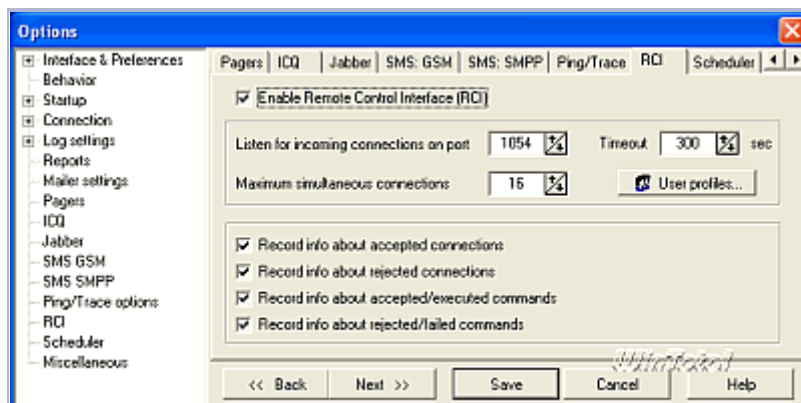 Options
Interface & Preferences
Behavior
Startup
Connection
Log settings
Reports
Mailer settings
Pagers
ICQ
Jabber
SMS GSM
SMS SMPP
Ping/Trace options
RCI
Scheduler
Miscellaneous
Pagers ICQ Jabber SMS: GSM SMS: SMPP Ping/Trace RCI Scheduler
Enable Remote Control Interface (RCI)
Listen for incoming connections on port 1054 Timeout 300 sec
Maximum simultaneous connections 16 User profiles...
Record info about accepted connections
Record info about rejected connections
Record info about accepted/executed commands
Record info about rejected/failed commands
WinTotal
<< Back Next >> Save Cancel Help